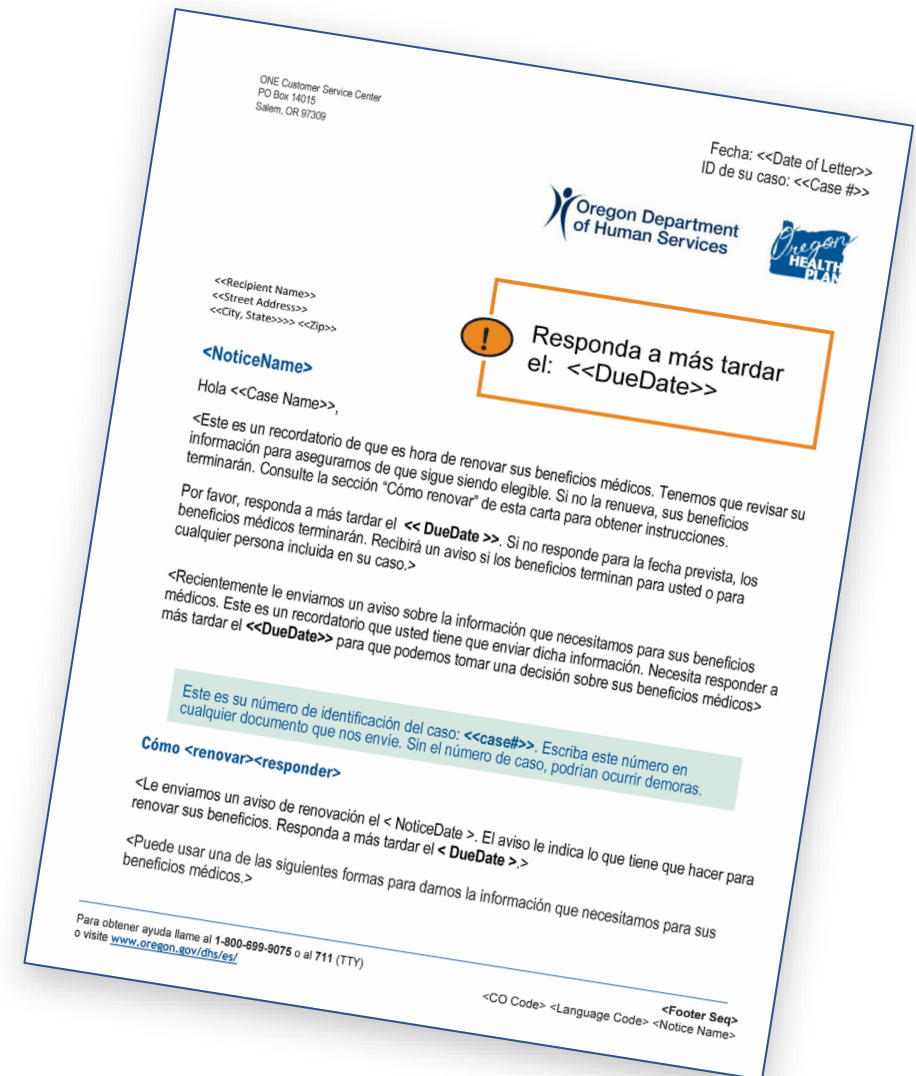 ONE Customer Service Center
PO Box 14015
Salem, OR 97309
Fecha: <<Date of Letter>>
ID de su caso: <<Case #>>
Oregon Department
of Human Services
Oregon
HEALTH
PLAN
<<Recipient Name>>
<<Street Address>>
<<City, State>>>> <<Zip>>
!
Responda a más tardar
el: <<DueDate>>
<NoticeName>
Hola <<Case Name>>,
<Este es un recordatorio de que es hora de renovar sus beneficios médicos. Tenemos que revisar su
información para asegurarnos de que sigue siendo elegible. Si no la renueva, sus beneficios
terminarán. Consulte la sección “Cómo renovar” de esta carta para obtener instrucciones.
Por favor, responda a más tardar el << DueDate >>. Si no responde para la fecha prevista, los
beneficios médicos terminarán. Recibirá un aviso si los beneficios terminan para usted o para
cualquier persona incluida en su caso.>
<Recientemente le enviamos un aviso sobre la información que necesitamos para sus beneficios
médicos. Este es un recordatorio que usted tiene que enviar dicha información. Necesita responder a
más tardar el <<DueDate>> para que podemos tomar una decisión sobre sus beneficios médicos>
Este es su número de identificación del caso: <<case#>>. Escriba este número en
cualquier documento que nos envíe. Sin el número de caso, podrían ocurrir demoras.
Cómo <renovar><responder>
<Le enviamos un aviso de renovación el < NoticeDate >. El aviso le indica lo que tiene que hacer para
renovar sus beneficios. Responda a más tardar el < DueDate >.>
<Puede usar una de las siguientes formas para darnos la información que necesitamos para sus
beneficios médicos.>
Para obtener ayuda llame al 1-800-699-9075 o al 711 (TTY)
o visite www.oregon.gov/dhs/es/
<Footer Seq>
<CO Code> <Language Code> <Notice Name>